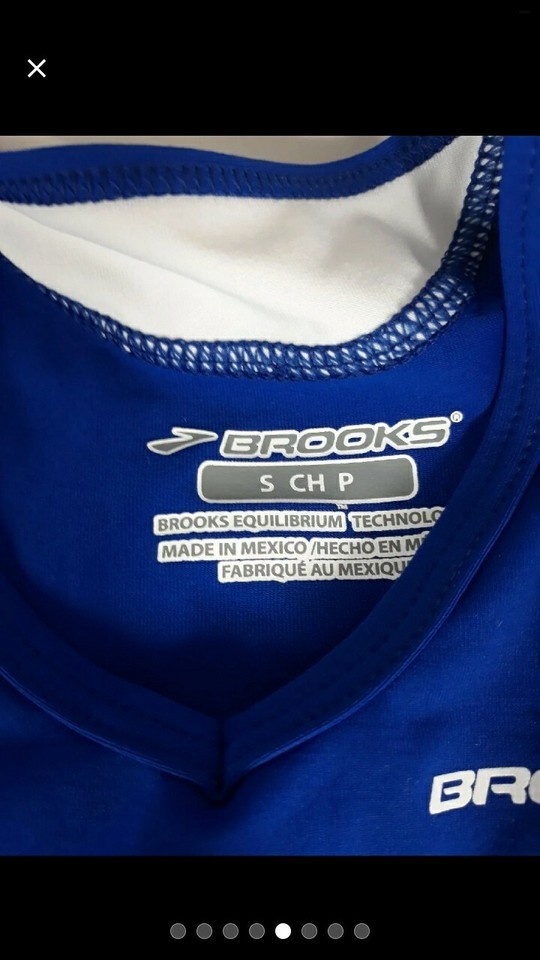 BROOKS®
S CH P
BROOKS EQUILIBRIUM™
MADE IN MEXICO /HECHO EN
FABRIQUÉ AU